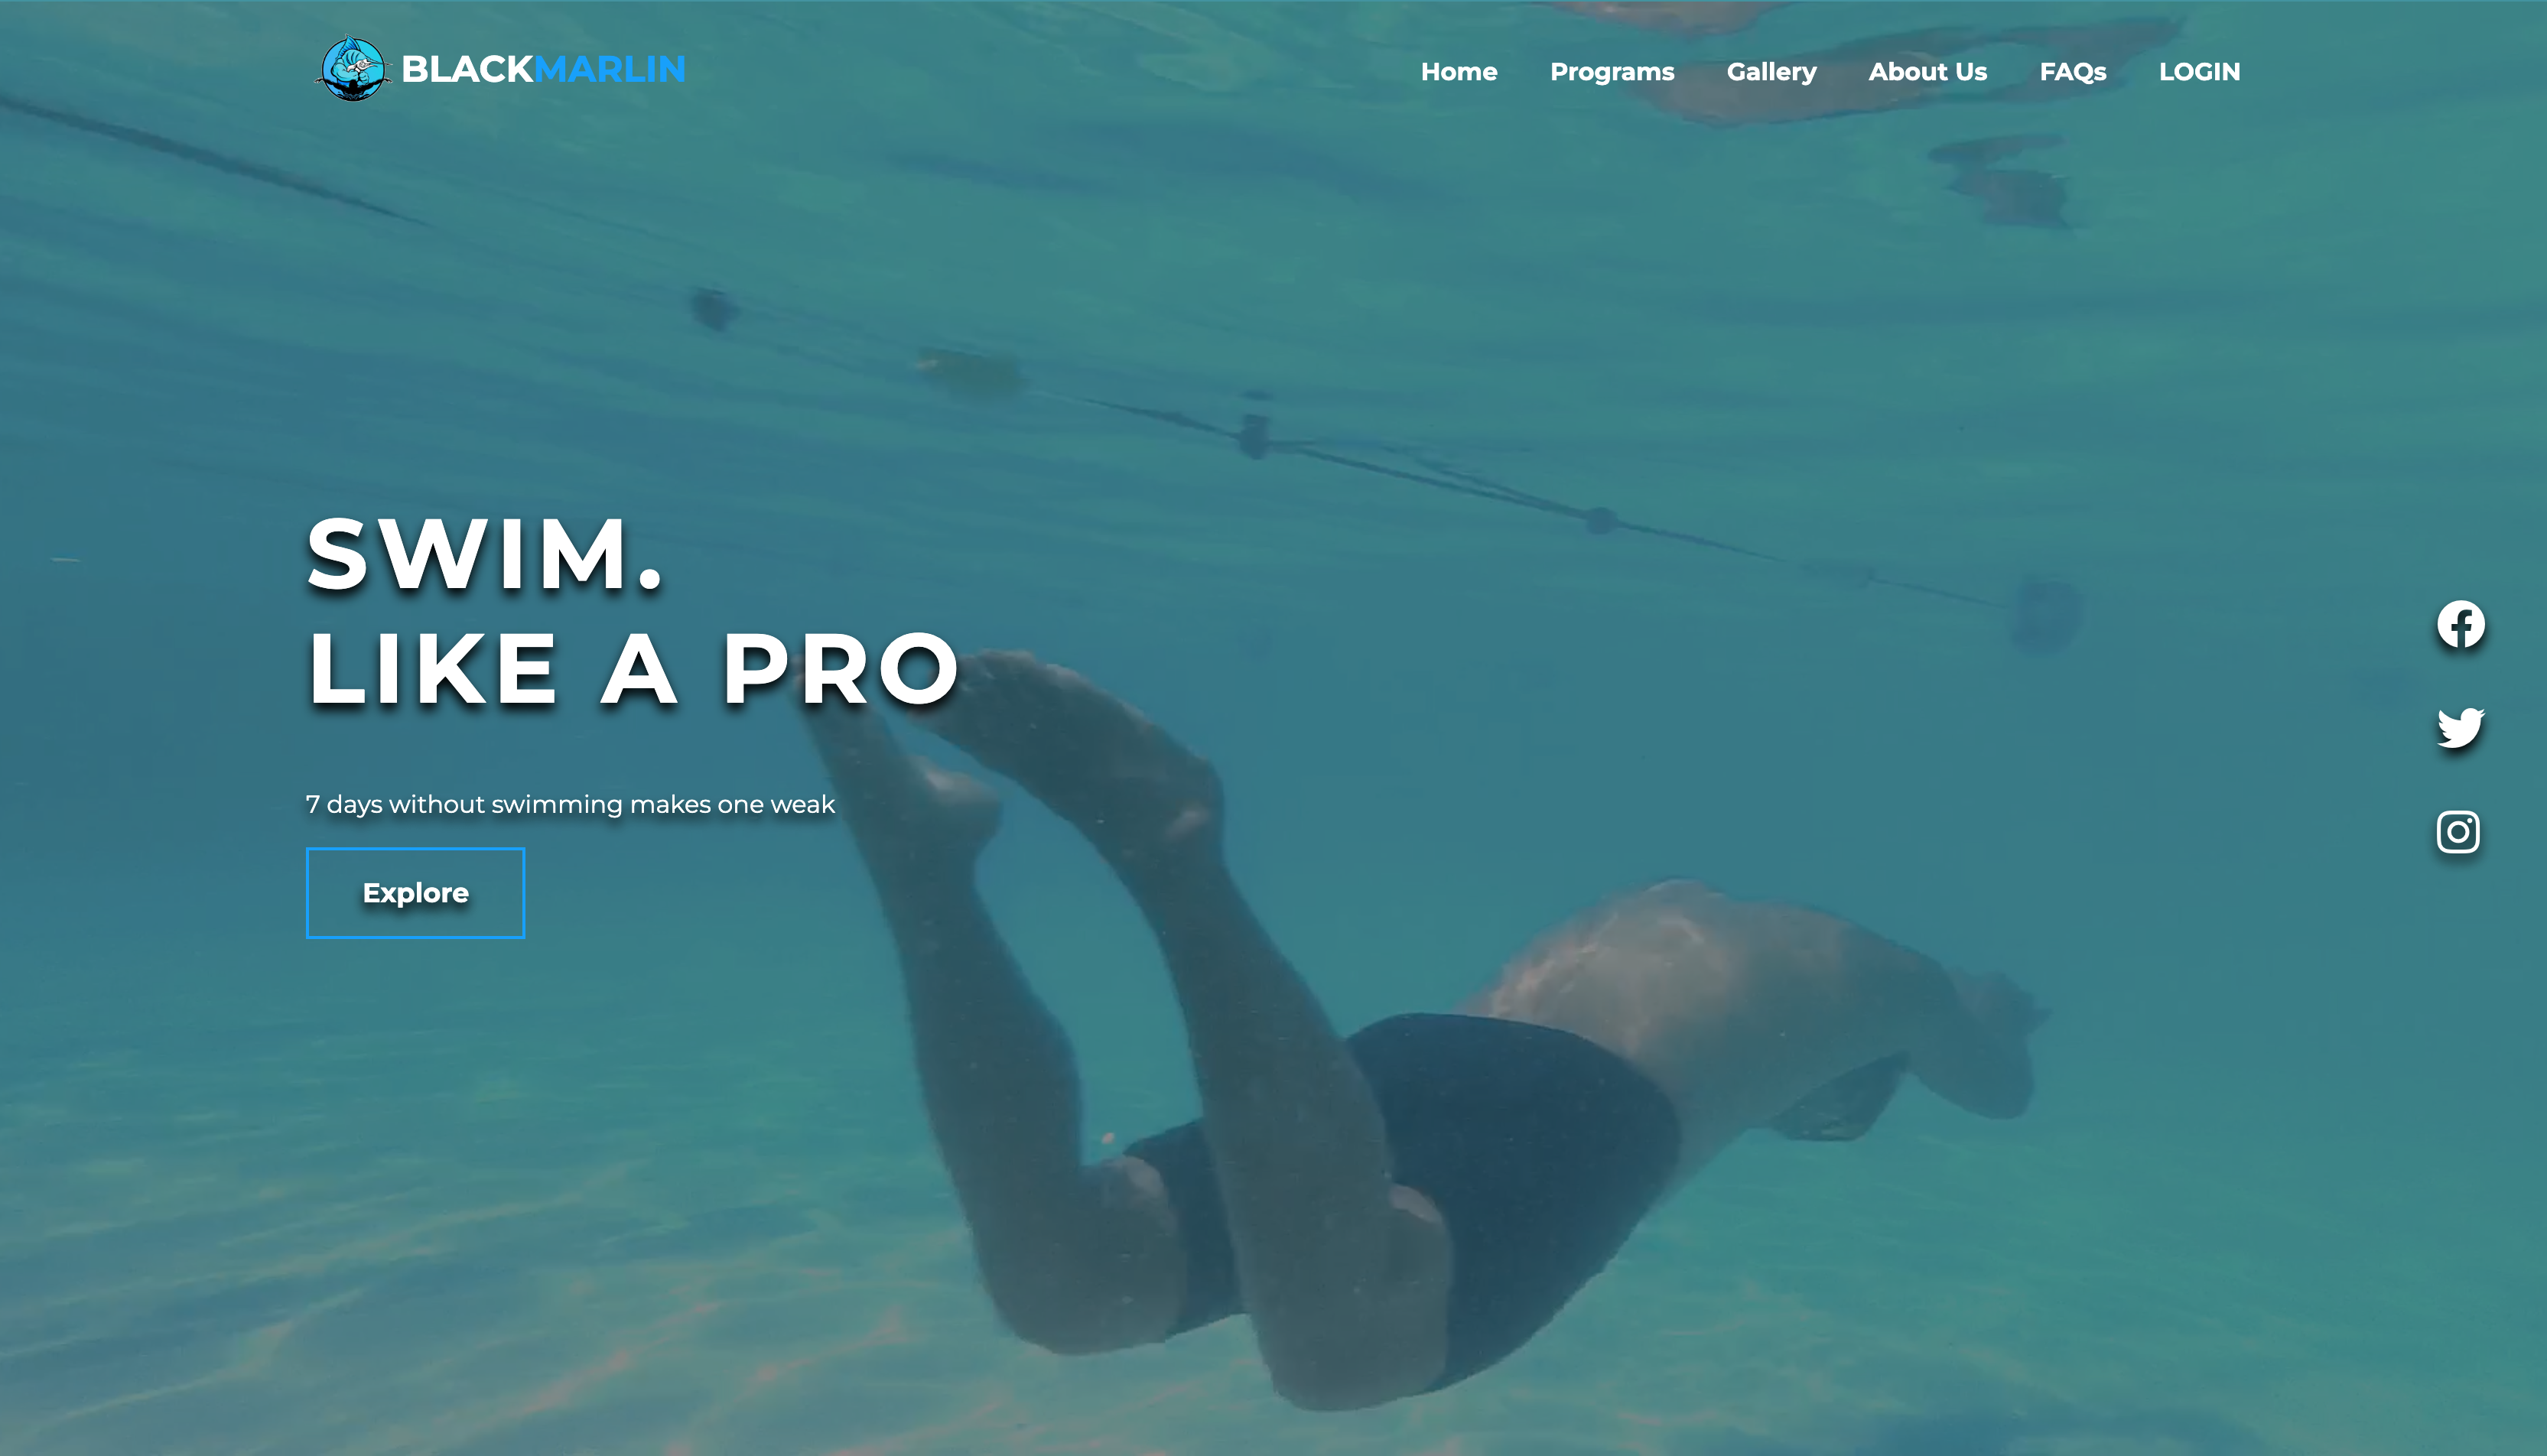 BLACKMARLIN
Home Programs Gallery About Us FAQs LOGIN
SWIM.
LIKE A PRO
7 days without swimming makes one weak
Explore